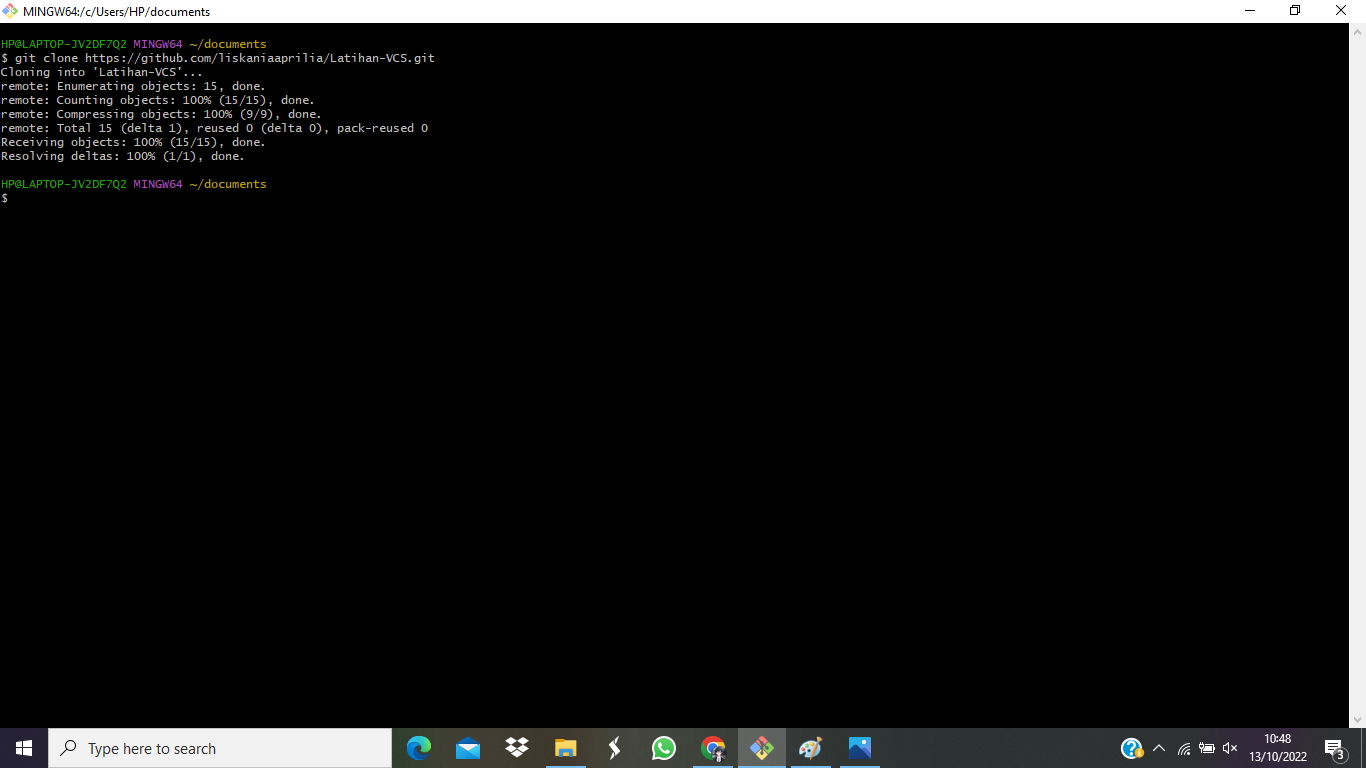 MINGW64:/c/Users/HP/documents
HP@LAPTOP-JV2DF7Q2 MINGW64 ~/documents
$ git clone https://github.com/liskaniaaprilia/Latihan-VCS.git
Cloning into 'Latihan-VCS'...
remote: Enumerating objects: 15, done.
remote: Counting objects: 100% (15/15), done.
remote: Compressing objects: 100% (9/9), done.
remote: Total 15 (delta 1), reused 0 (delta 0), pack-reused 0
Receiving objects: 100% (15/15), done.
Resolving deltas: 100% (1/1), done.
HP@LAPTOP-JV2DF7Q2 MINGW64 ~/documents
$
Type here to search
10:48
13/10/2022
3